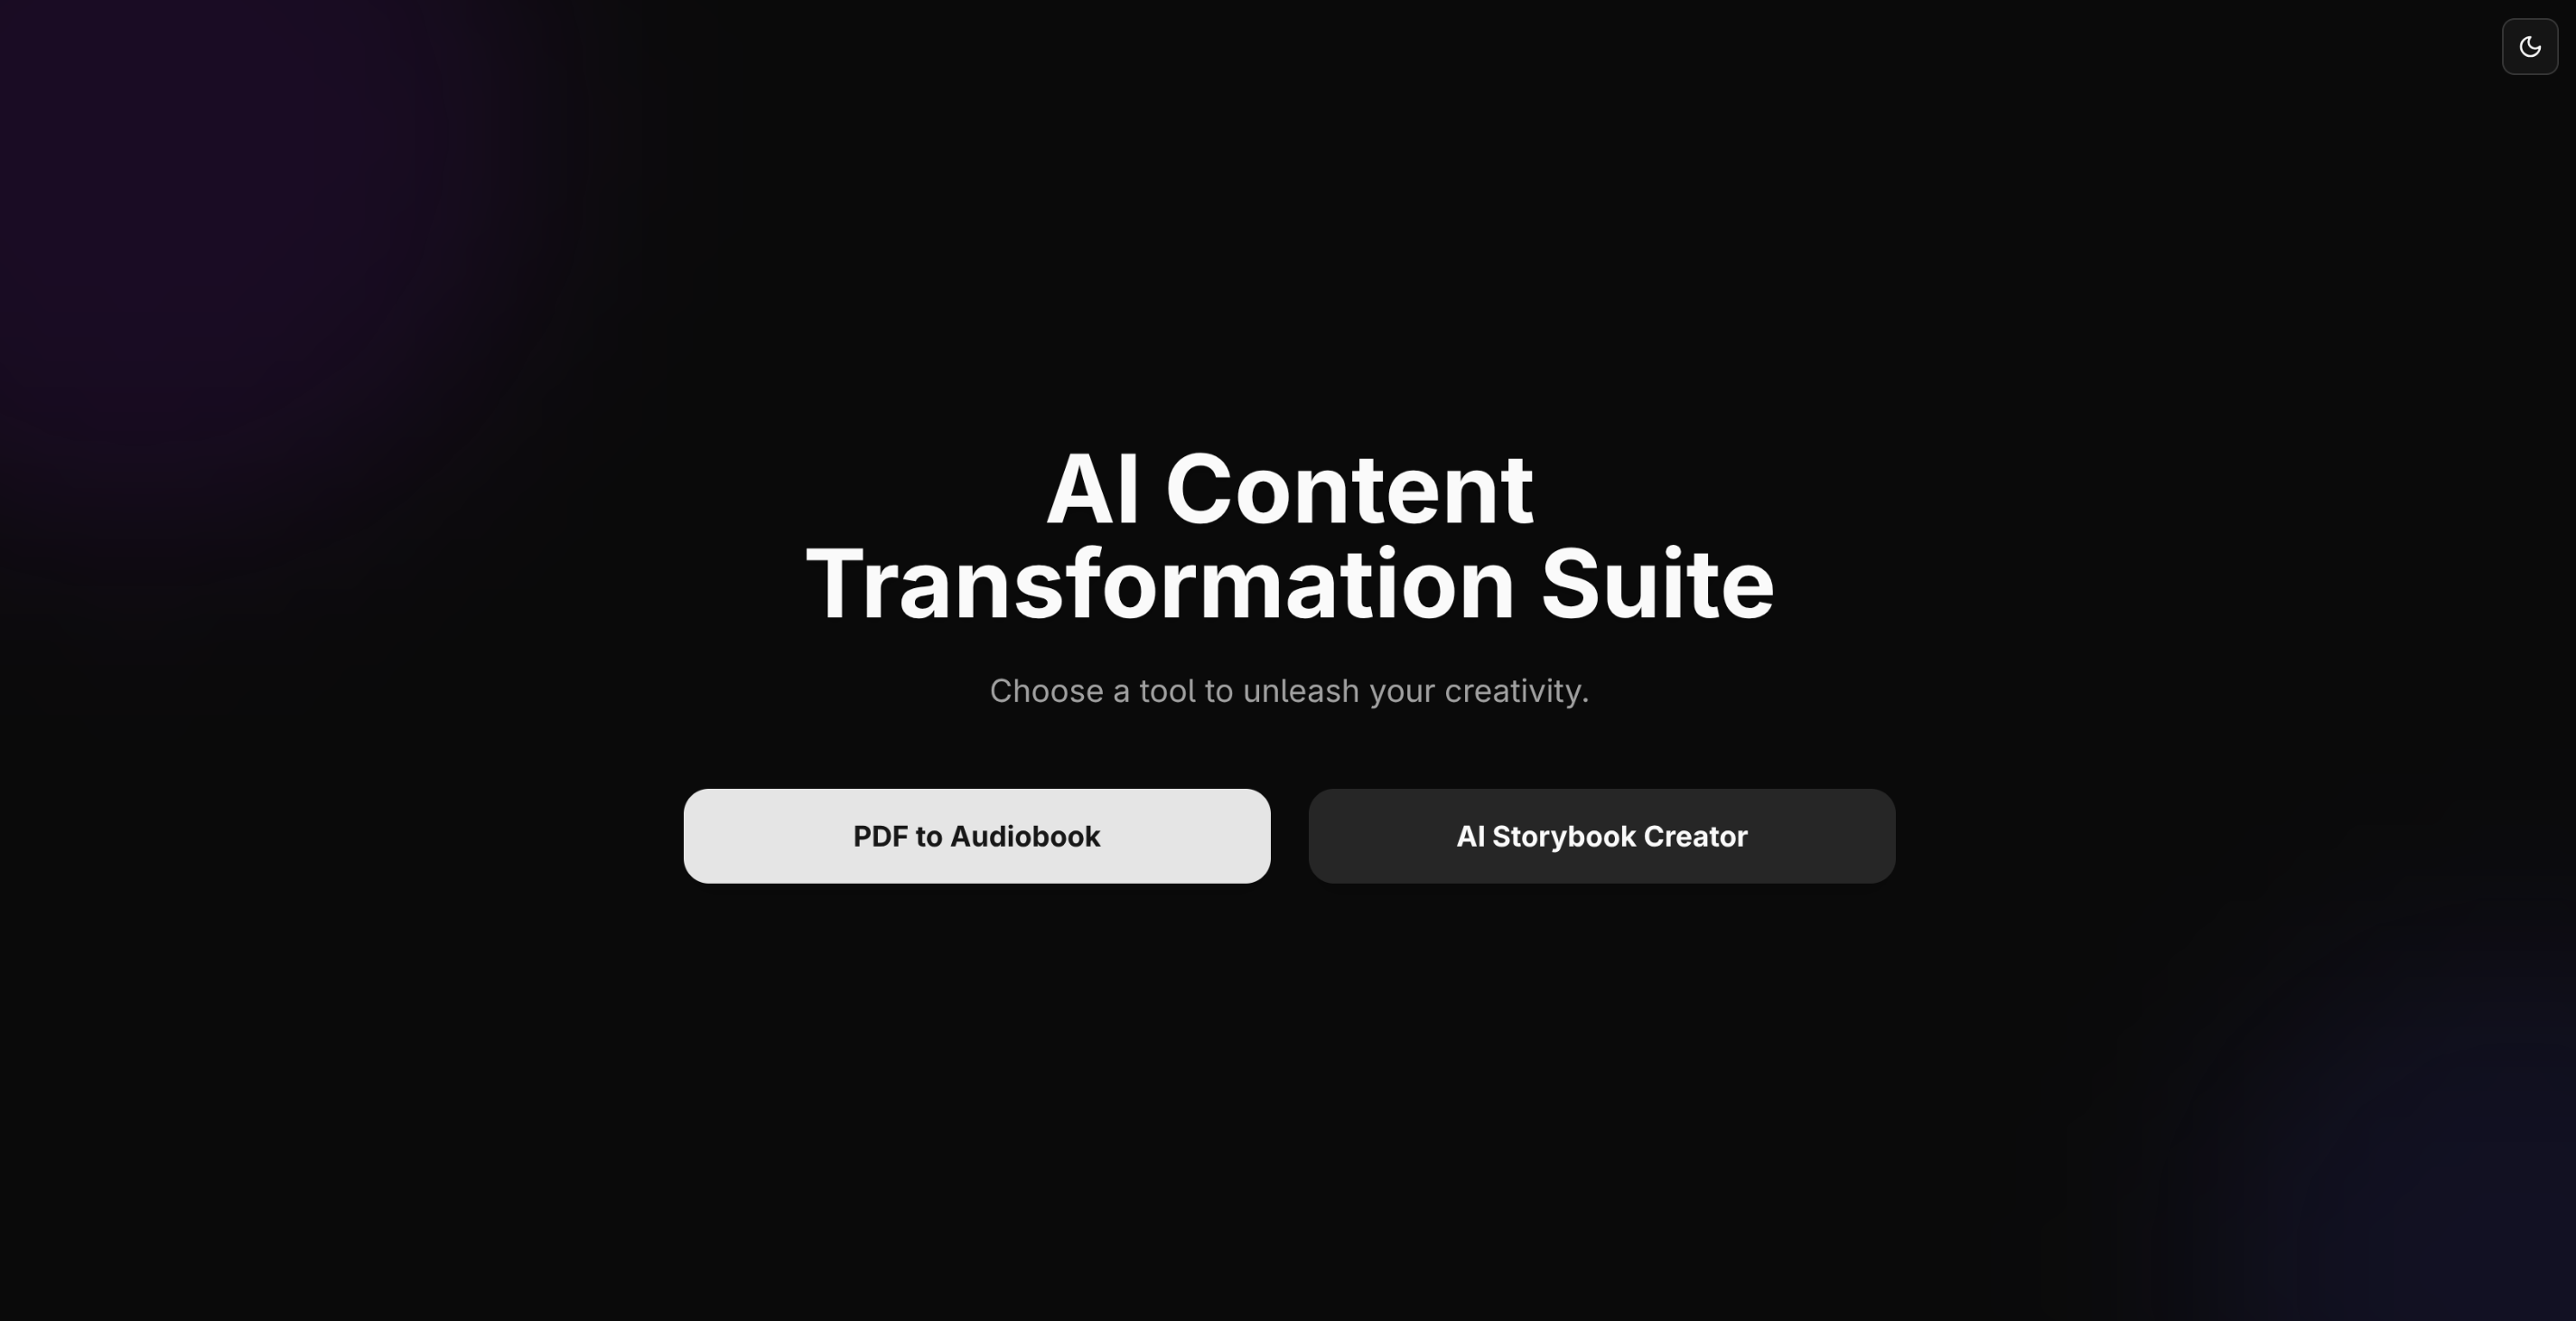 AI Content
Transformation Suite
Choose a tool to unleash your creativity.
PDF to Audiobook
AI Storybook Creator